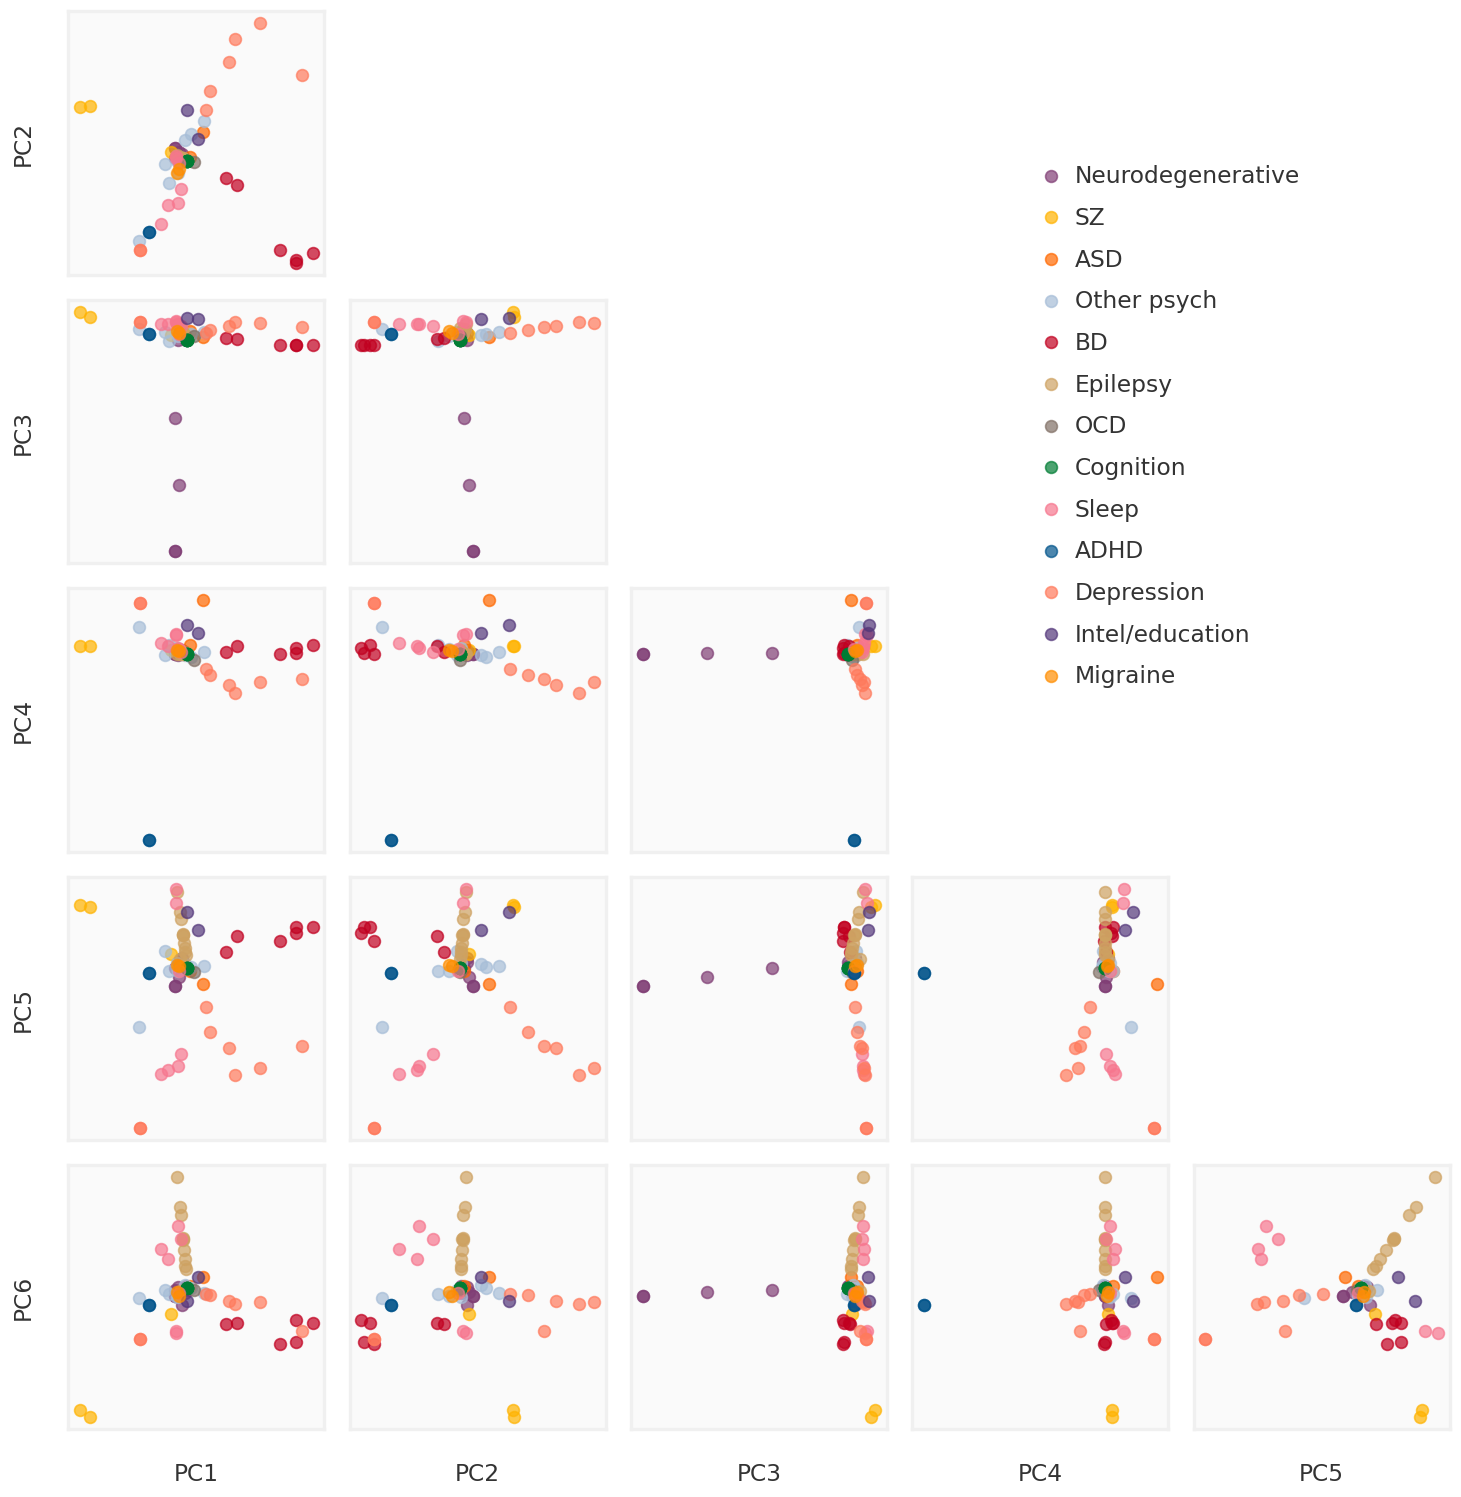 PC2
Neurodegenerative
SZ
ASD
Other psych
BD
Epilepsy
OCD
Cognition
Sleep
ADHD
Depression
Intel/education
Migraine
PC3
PC4
PC5
PC6
PC1
PC2
PC3
PC4
PC5